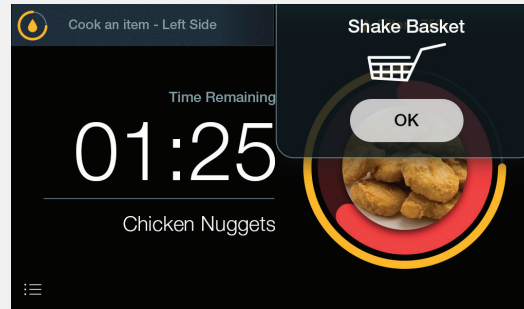 Cook an item - Left Side
Shake Basket
OK
Time Remaining
01:25
Chicken Nuggets